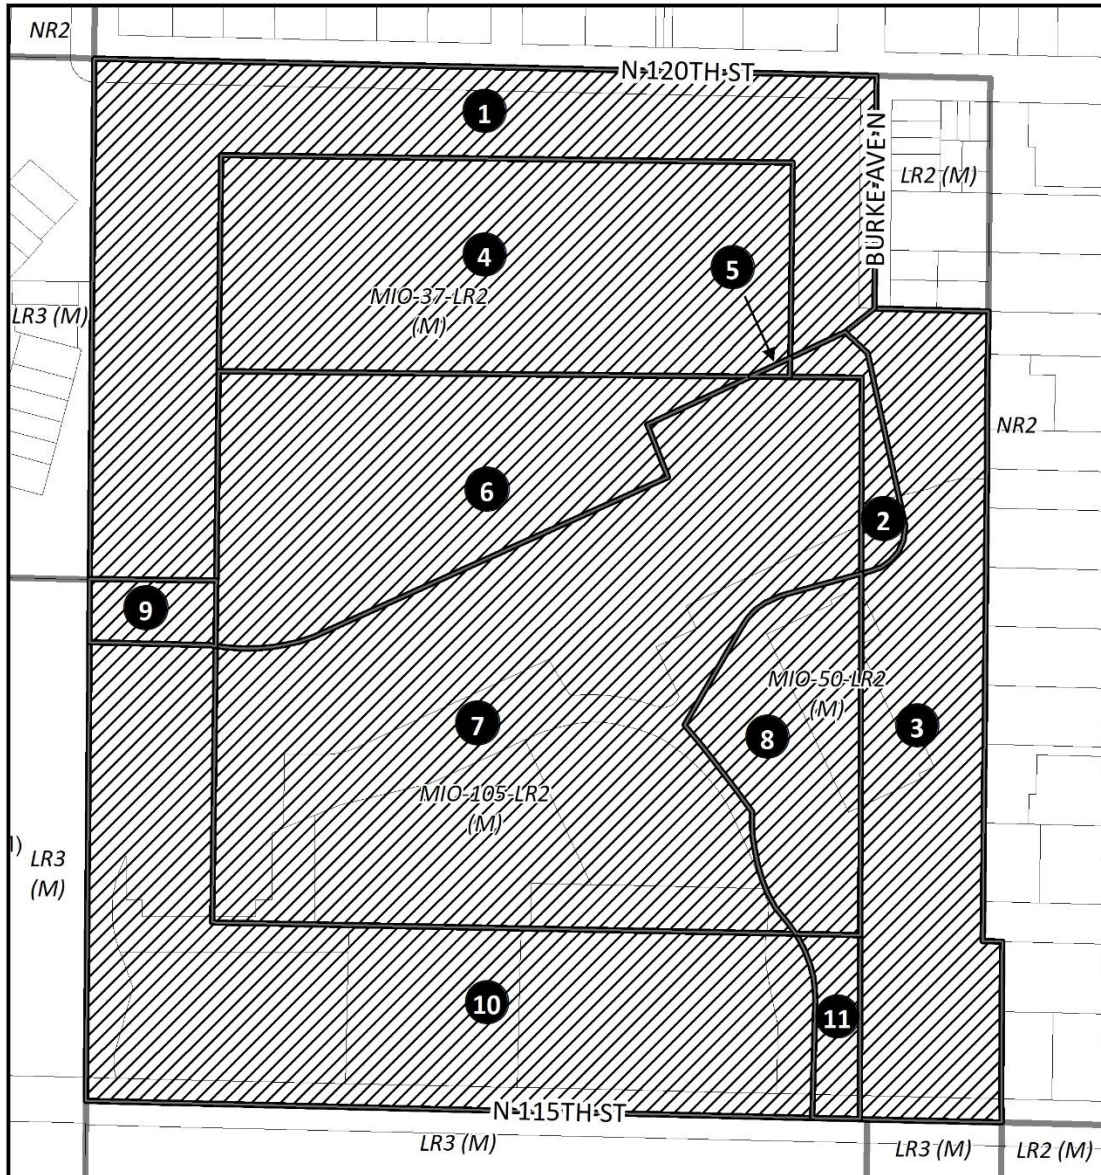 NR2
N 120TH ST
1
BURKE AVE N
LR2 (M)
4
5
MIO-37-LR2
(M)
LR3 (M)
NR2
6
2
9
MIO-50-LR2
(M)
7
8
3
MIO-105-LR2
(M)
LR3
(M)
10
11
N 115TH ST
LR3 (M)
LR3 (M)
LR2 (M)